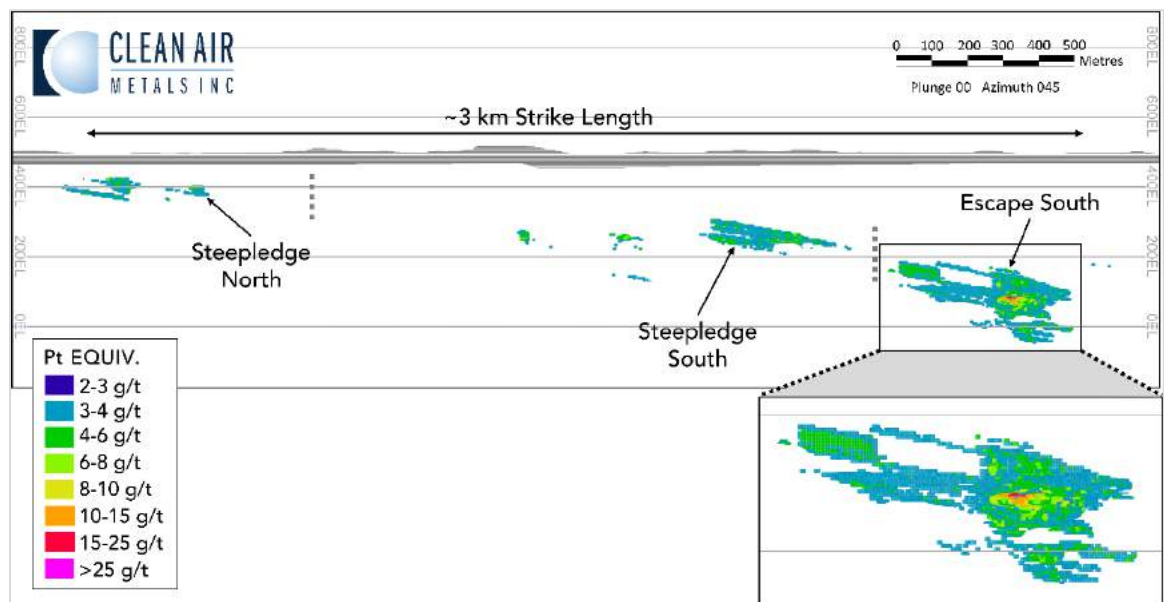 CLEAN AIR
METALS INC
800EL
600EL
400EL
200EL
0EL
0 100 200 300 400 500
Metres
Plunge 00 Azimuth 045
800EL
600EL
400EL
200EL
0EL
~3 km Strike Length
Steepledge
North
Escape South
Steepledge
South
Pt EQUIV.
2-3 g/t
3-4 g/t
4-6 g/t
6-8 g/t
8-10 g/t
10-15 g/t
15-25 g/t
>25 g/t